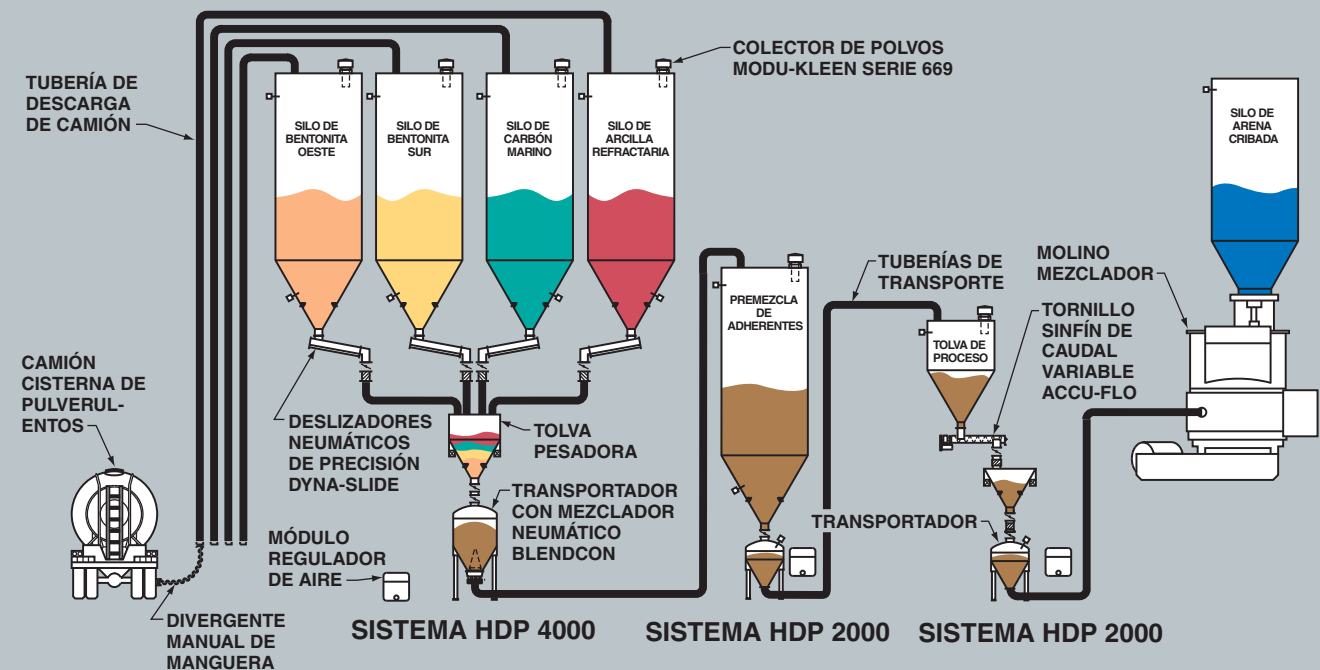 TUBERÍA DE
DESCARGA
DE CAMIÓN
COLECTOR DE POLVOS
MODU-KLEEN SERIE 669
SILO DE
BENTONITA
OESTE
SILO DE
BENTONITA
SUR
SILO DE
CARBÓN
MARINO
SILO DE
ARCILLA
REFRACTARIA
SILO DE
ARENA
CRIBADA
MOLINO
MEZCLADOR
TUBERÍAS DE
TRANSPORTE
PREMEZCLA
DE
ADHERENTES
TOLVA DE
PROCESO
TORNILLO
SINFÍN DE
CAUDAL
VARIABLE
ACCU-FLO
CAMIÓN
CISTERNA DE
PULVERUL-
ENTOS
DESLIZADORES
NEUMÁTICOS
DE PRECISIÓN
DYNA-SLIDE
TOLVA
PESADORA
TRANSPORTADOR
CON MEZCLADOR
NEUMÁTICO
BLENDCON
TRANSPORTADOR
MÓDULO
REGULADOR
DE AIRE
DIVERGENTE
MANUAL DE
MANGUERA
SISTEMA HDP 4000
SISTEMA HDP 2000
SISTEMA HDP 2000